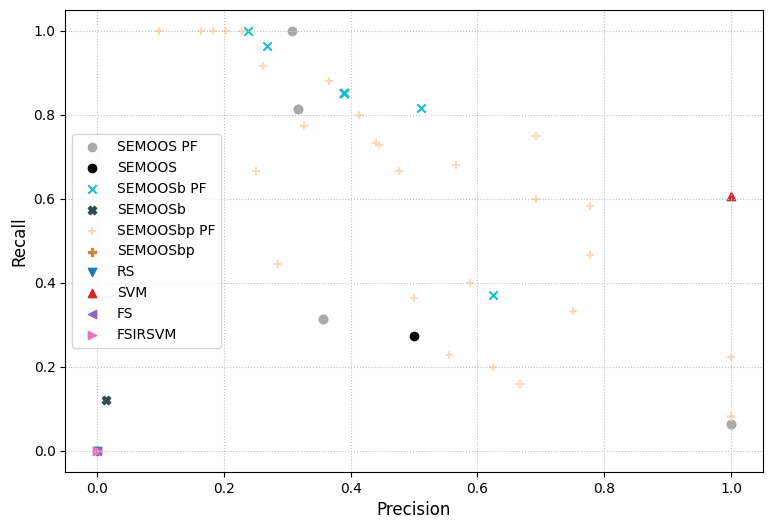 1.0
0.8
0.6
0.4
0.2
0.0
Recall
SEMOOS PF
SEMOOS
SEMOOSb PF
SEMOOSb
SEMOOSbp PF
SEMOOSbp
RS
SVM
FS
FSIRSVM
0.0 0.2 0.4 0.6 0.8 1.0
Precision